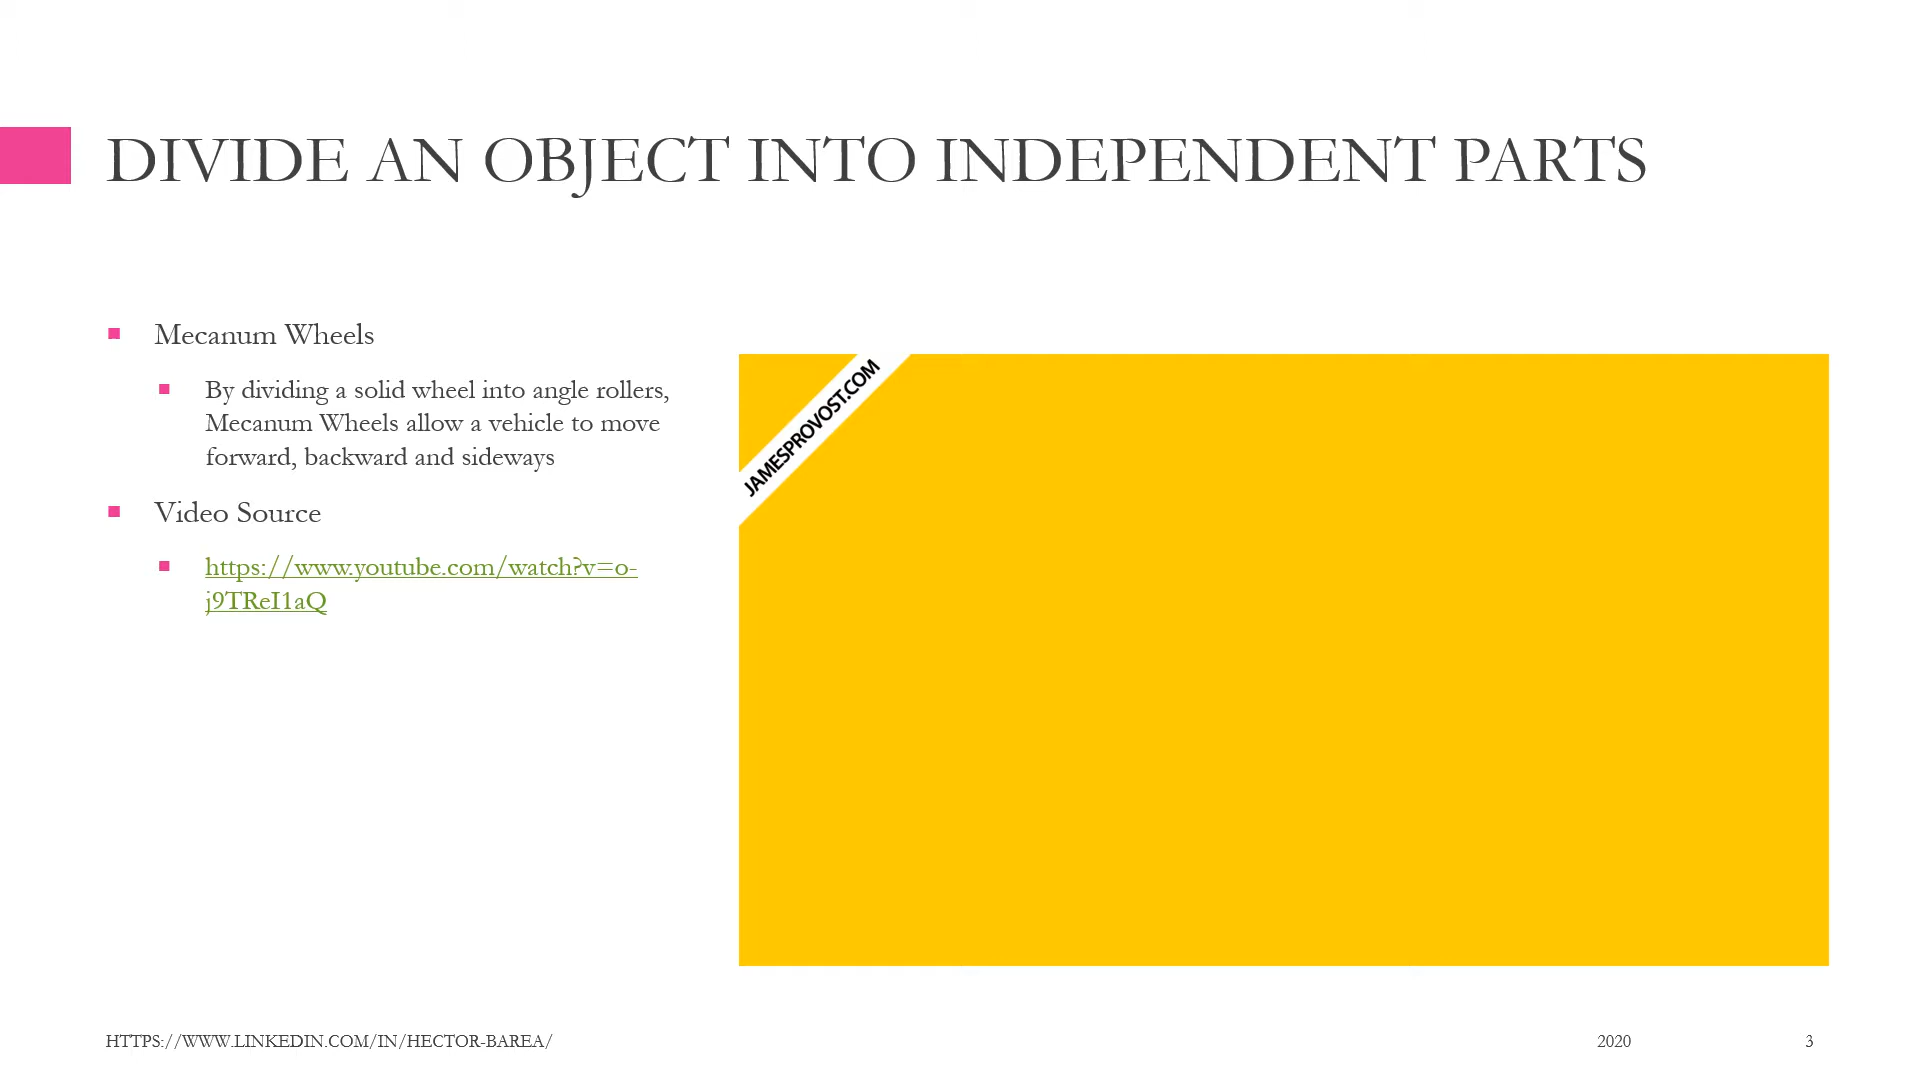 DIVIDE AN OBJECT INTO INDEPENDENT PARTS
Mecanum Wheels
By dividing a solid wheel into angle rollers,
Mecanum Wheels allow a vehicle to move
forward, backward and sideways
Video Source
https://www.youtube.com/watch?v=o-
j9TReI1aQ
JAMESPROVOST.COM
HTTPS://WWW.LINKEDIN.COM/IN/HECTOR-BAREA/
2020
3